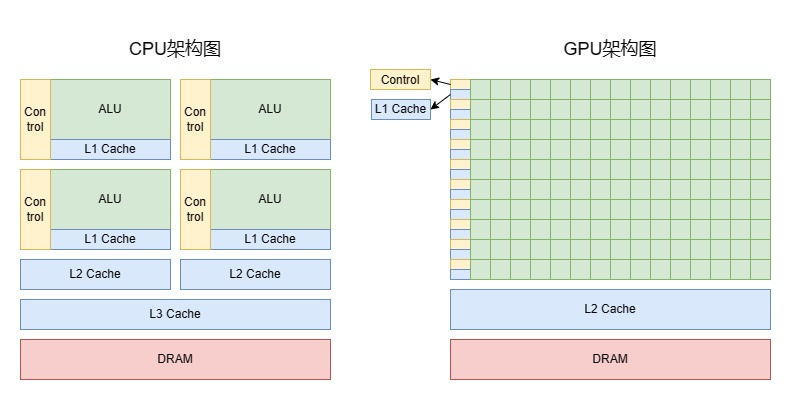 CPU架构图
GPU架构图
Con
trol
ALU
L1 Cache
Con
trol
ALU
L1 Cache
Con
trol
ALU
L1 Cache
Con
trol
ALU
L1 Cache
L2 Cache
L2 Cache
L3 Cache
DRAM
Control
L1 Cache
L2 Cache
DRAM